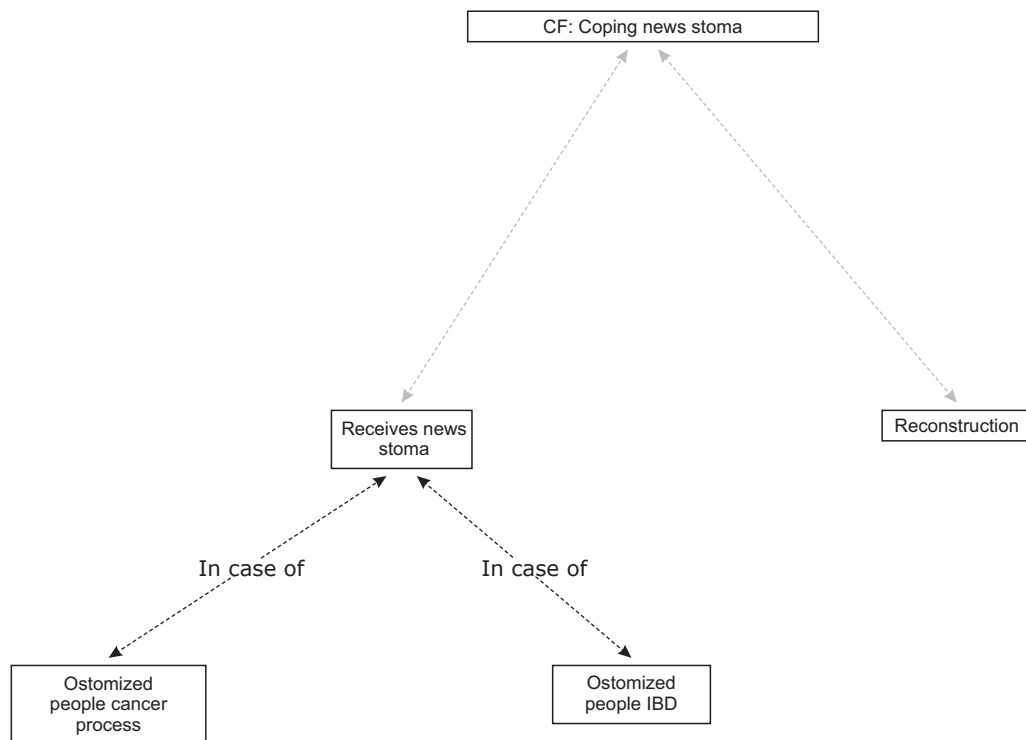 CF: Coping news stoma
Receives news
stoma
Reconstruction
In case of
In case of
Ostomized
people cancer
process
Ostomized
people IBD